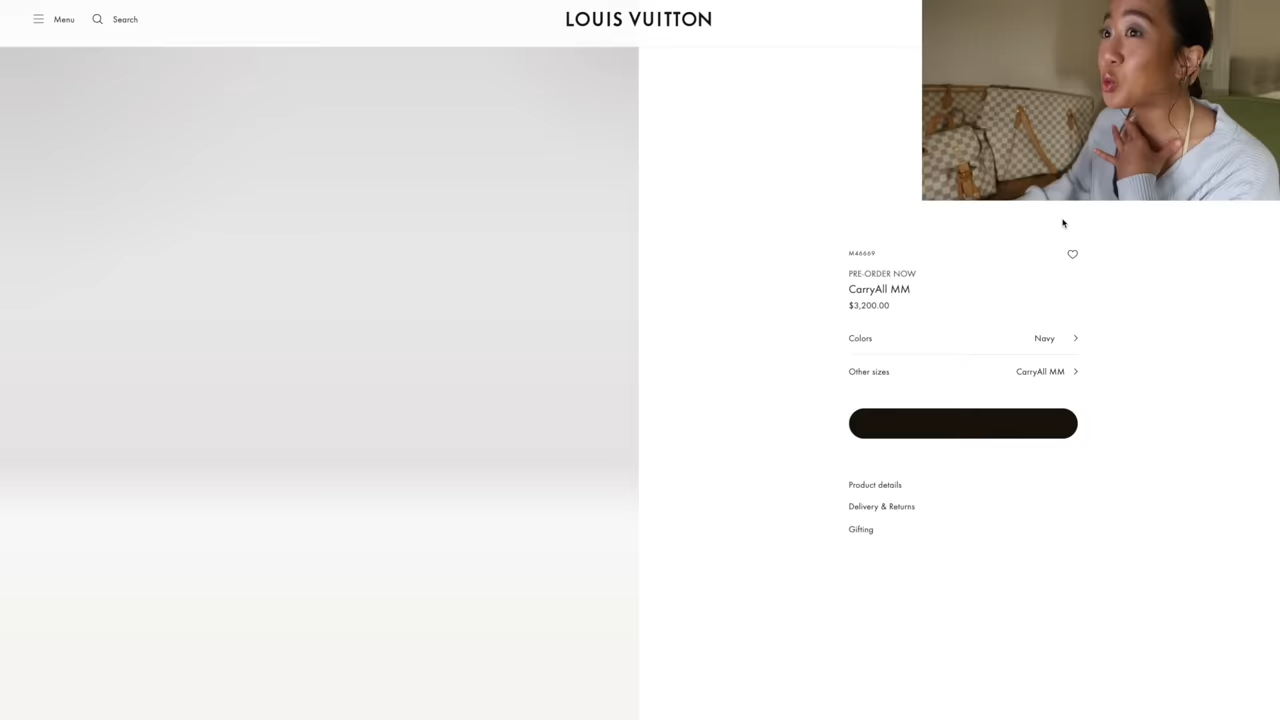 Menu
Search
LOUIS VUITTON
M46669
PRE-ORDER NOW
CarryAll MM
$3,200.00
Colors
Navy
Other sizes
CarryAll MM
Product details
Delivery & Returns
Gifting